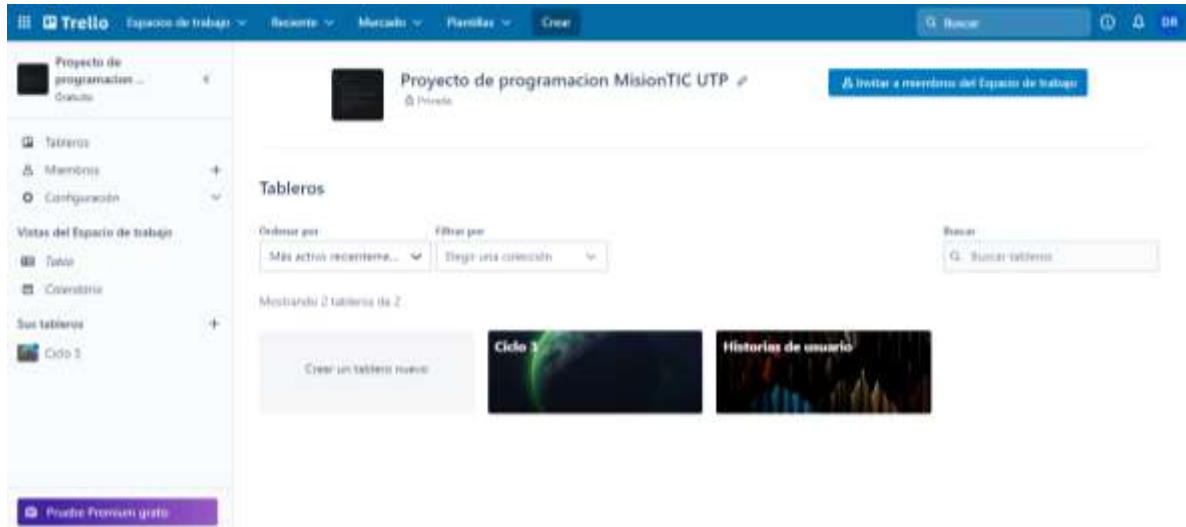 Trello Espacios de trabajo Reciente Marcado Plantillas Crear Buscar DR
Proyecto de
programacion ...
Gratuito
Proyecto de programacion MisionTIC UTP
Privada
Invitar a miembros del Espacio de trabajo
Tableros
Miembros
Configuración
Vistas del Espacio de trabajo
Tabla
Calendario
Sus tableros
Ciclo 3
Pruebe Premium gratis
Tableros
Ordenar por Filtrar por Buscar
Más activo recienteme... Elegir una colección Buscar tableros
Mostrando 2 tableros de 2
Crear un tablero nuevo
Ciclo 3
Historias de usuario